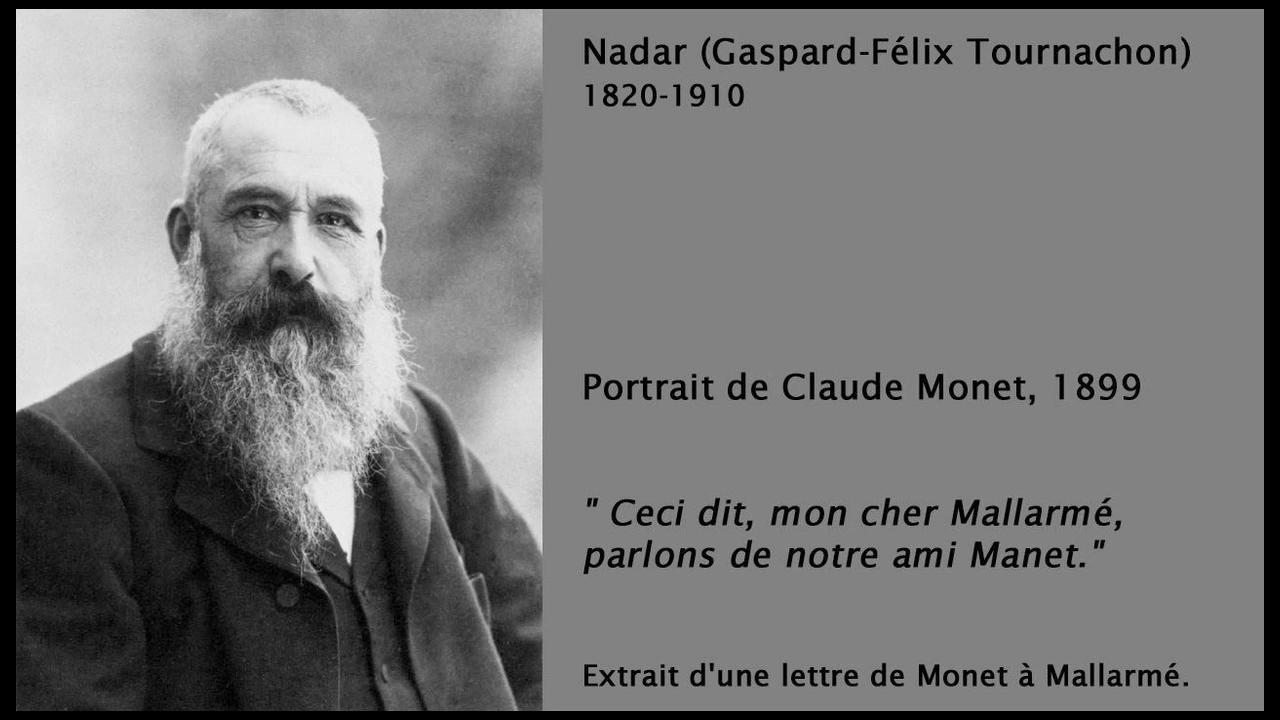 Nadar (Gaspard-Félix Tournachon)
1820-1910
Portrait de Claude Monet, 1899
" Ceci dit, mon cher Mallarmé,
parlons de notre ami Manet."
Extrait d'une lettre de Monet à Mallarmé.